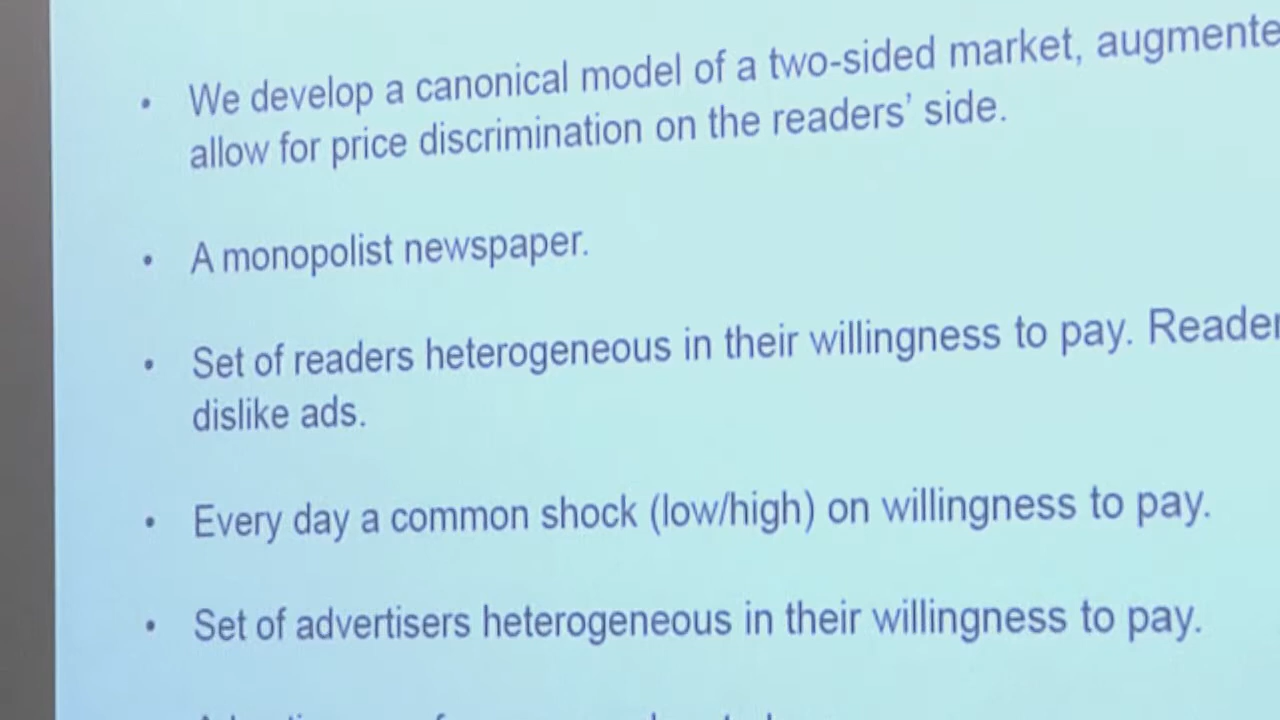 • We develop a canonical model of a two-sided market, augmente
allow for price discrimination on the readers’ side.
• A monopolist newspaper.
• Set of readers heterogeneous in their willingness to pay. Reader
dislike ads.
• Every day a common shock (low/high) on willingness to pay.
• Set of advertisers heterogeneous in their willingness to pay.